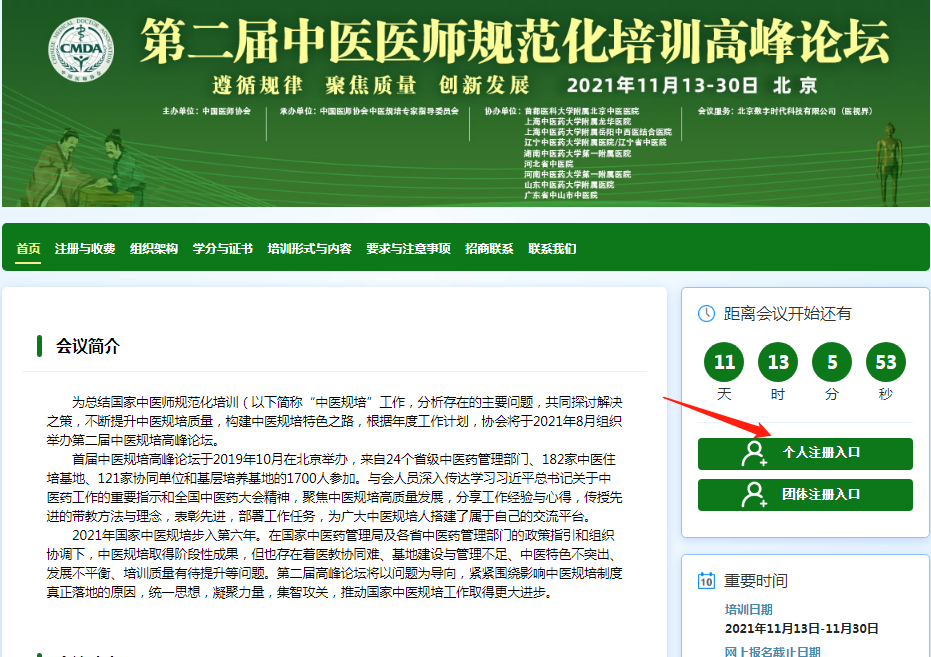 CHINESE MEDICAL DOCTOR ASSOCIATION
CMDA
中国医师协会
第二届中医医师规范化培训高峰论坛
遵循规律 聚焦质量 创新发展 2021年11月13-30日 北 京
主办单位：中国医师协会
承办单位：中国医师协会中医规培专家指导委员会
协办单位：首都医科大学附属北京中医医院
上海中医药大学附属龙华医院
上海中医药大学附属岳阳中西医结合医院
辽宁中医药大学附属医院/辽宁省中医院
湖南中医药大学第一附属医院
河北省中医院
河南中医药大学第一附属医院
山东中医药大学附属医院
广东省中山市中医院
会议服务：北京数字时代科技有限公司（医视界）
首页 注册与收费 组织架构 学分与证书 培训形式与内容 要求与注意事项 招商联系 联系我们
会议简介
为总结国家中医师规范化培训（以下简称“中医规培”工作，分析存在的主要问题，共同探讨解决
之策，不断提升中医规培质量，构建中医规培特色之路，根据年度工作计划，协会将于2021年8月组织
举办第二届中医规培高峰论坛。
首届中医规培高峰论坛于2019年10月在北京举办，来自24个省级中医药管理部门、182家中医住
培基地、121家协同单位和基层培养基地的1700人参加。与会人员深入传达学习习近平总书记关于中
医药工作的重要指示和全国中医药大会精神，聚焦中医规培高质量发展，分享工作经验与心得，传授先
进的带教方法与理念，表彰先进，部署工作任务，为广大中医规培人搭建了属于自己的交流平台。
2021年国家中医规培步入第六年。在国家中医药管理局及各省中医药管理部门的政策指引和组织
协调下，中医规培取得阶段性成果，但也存在着医教协同难、基地建设与管理不足、中医特色不突出、
发展不平衡、培训质量有待提升等问题。第二届高峰论坛将以问题为导向，紧紧围绕影响中医规培制度
真正落地的原因，统一思想，凝聚力量，集智攻关，推动国家中医规培工作取得更大进步。
距离会议开始还有
11 13 5 53
天 时 分 秒
个人注册入口
团体注册入口
10 重要时间
培训日期
2021年11月13日-11月30日
网上报名截止日期